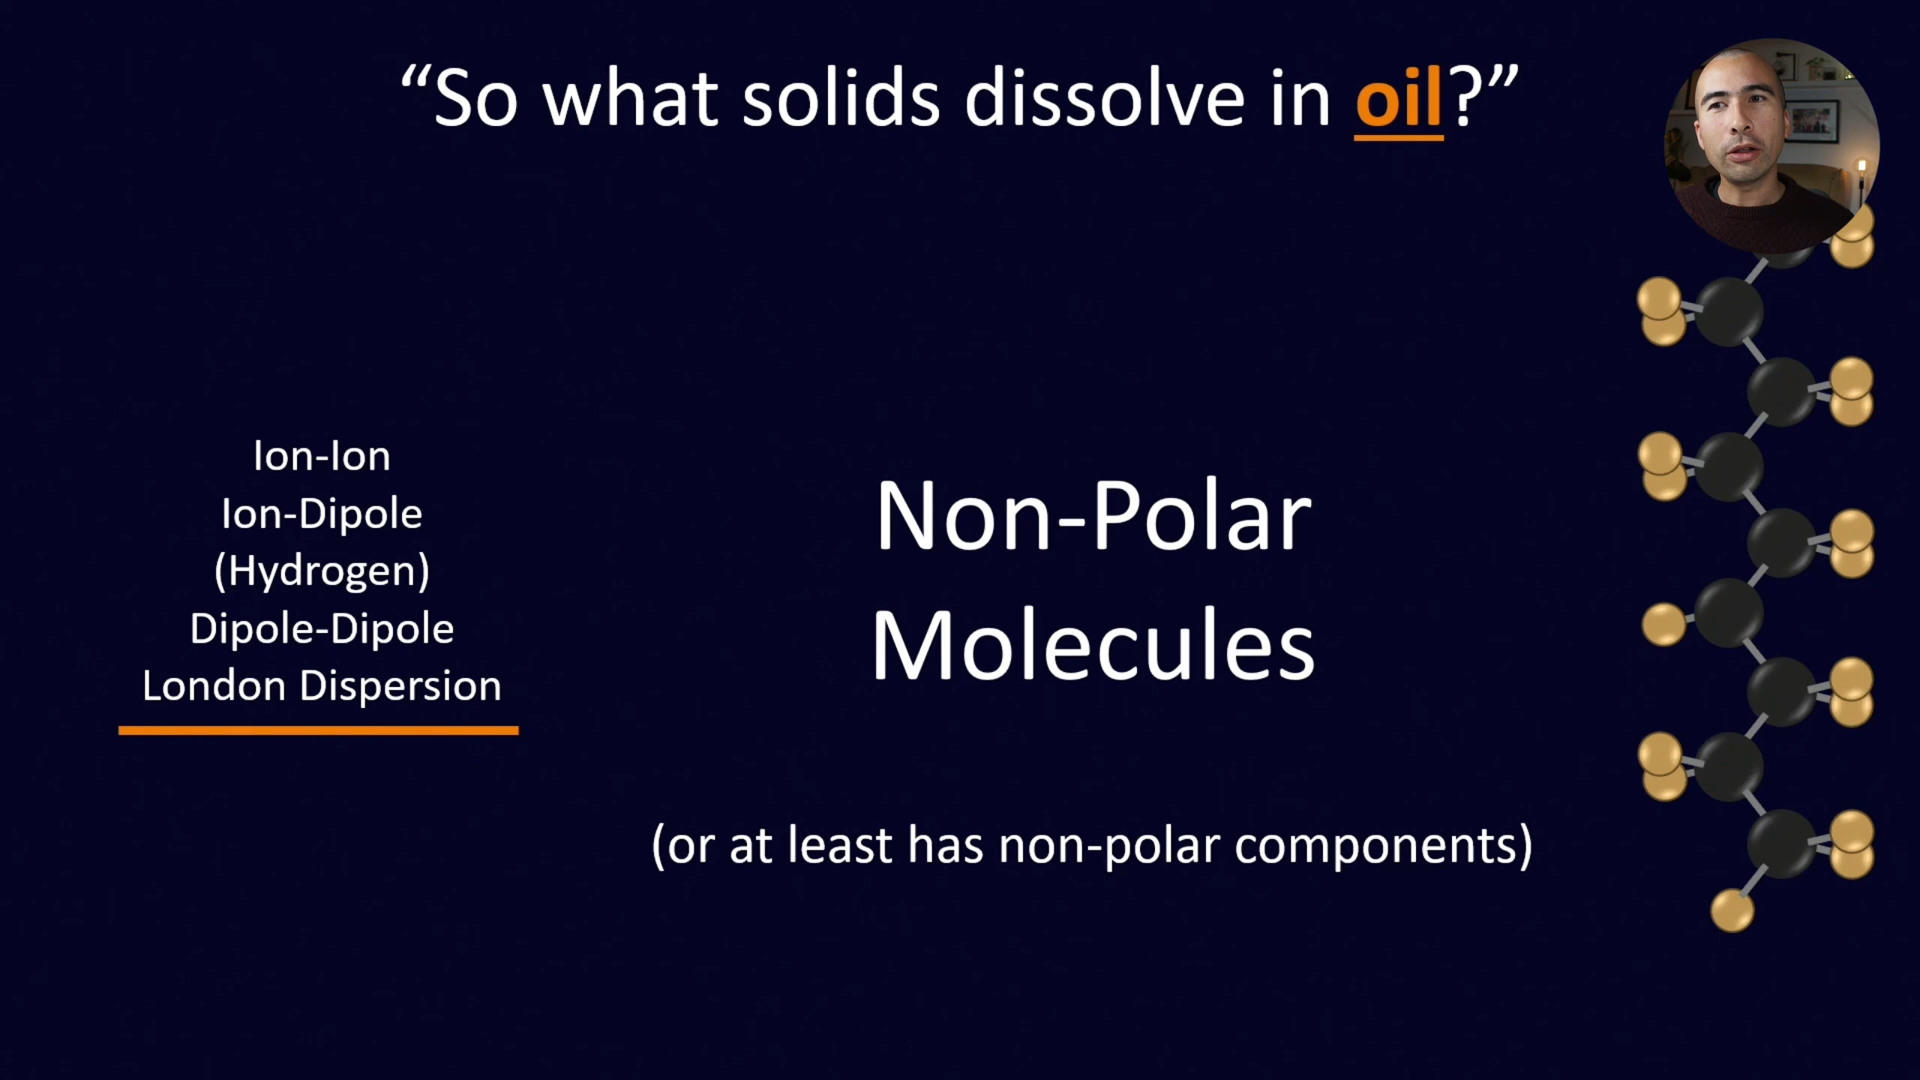 “So what solids dissolve in oil?”
Ion-Ion
Ion-Dipole
(Hydrogen)
Dipole-Dipole
London Dispersion
Non-Polar
Molecules
(or at least has non-polar components)